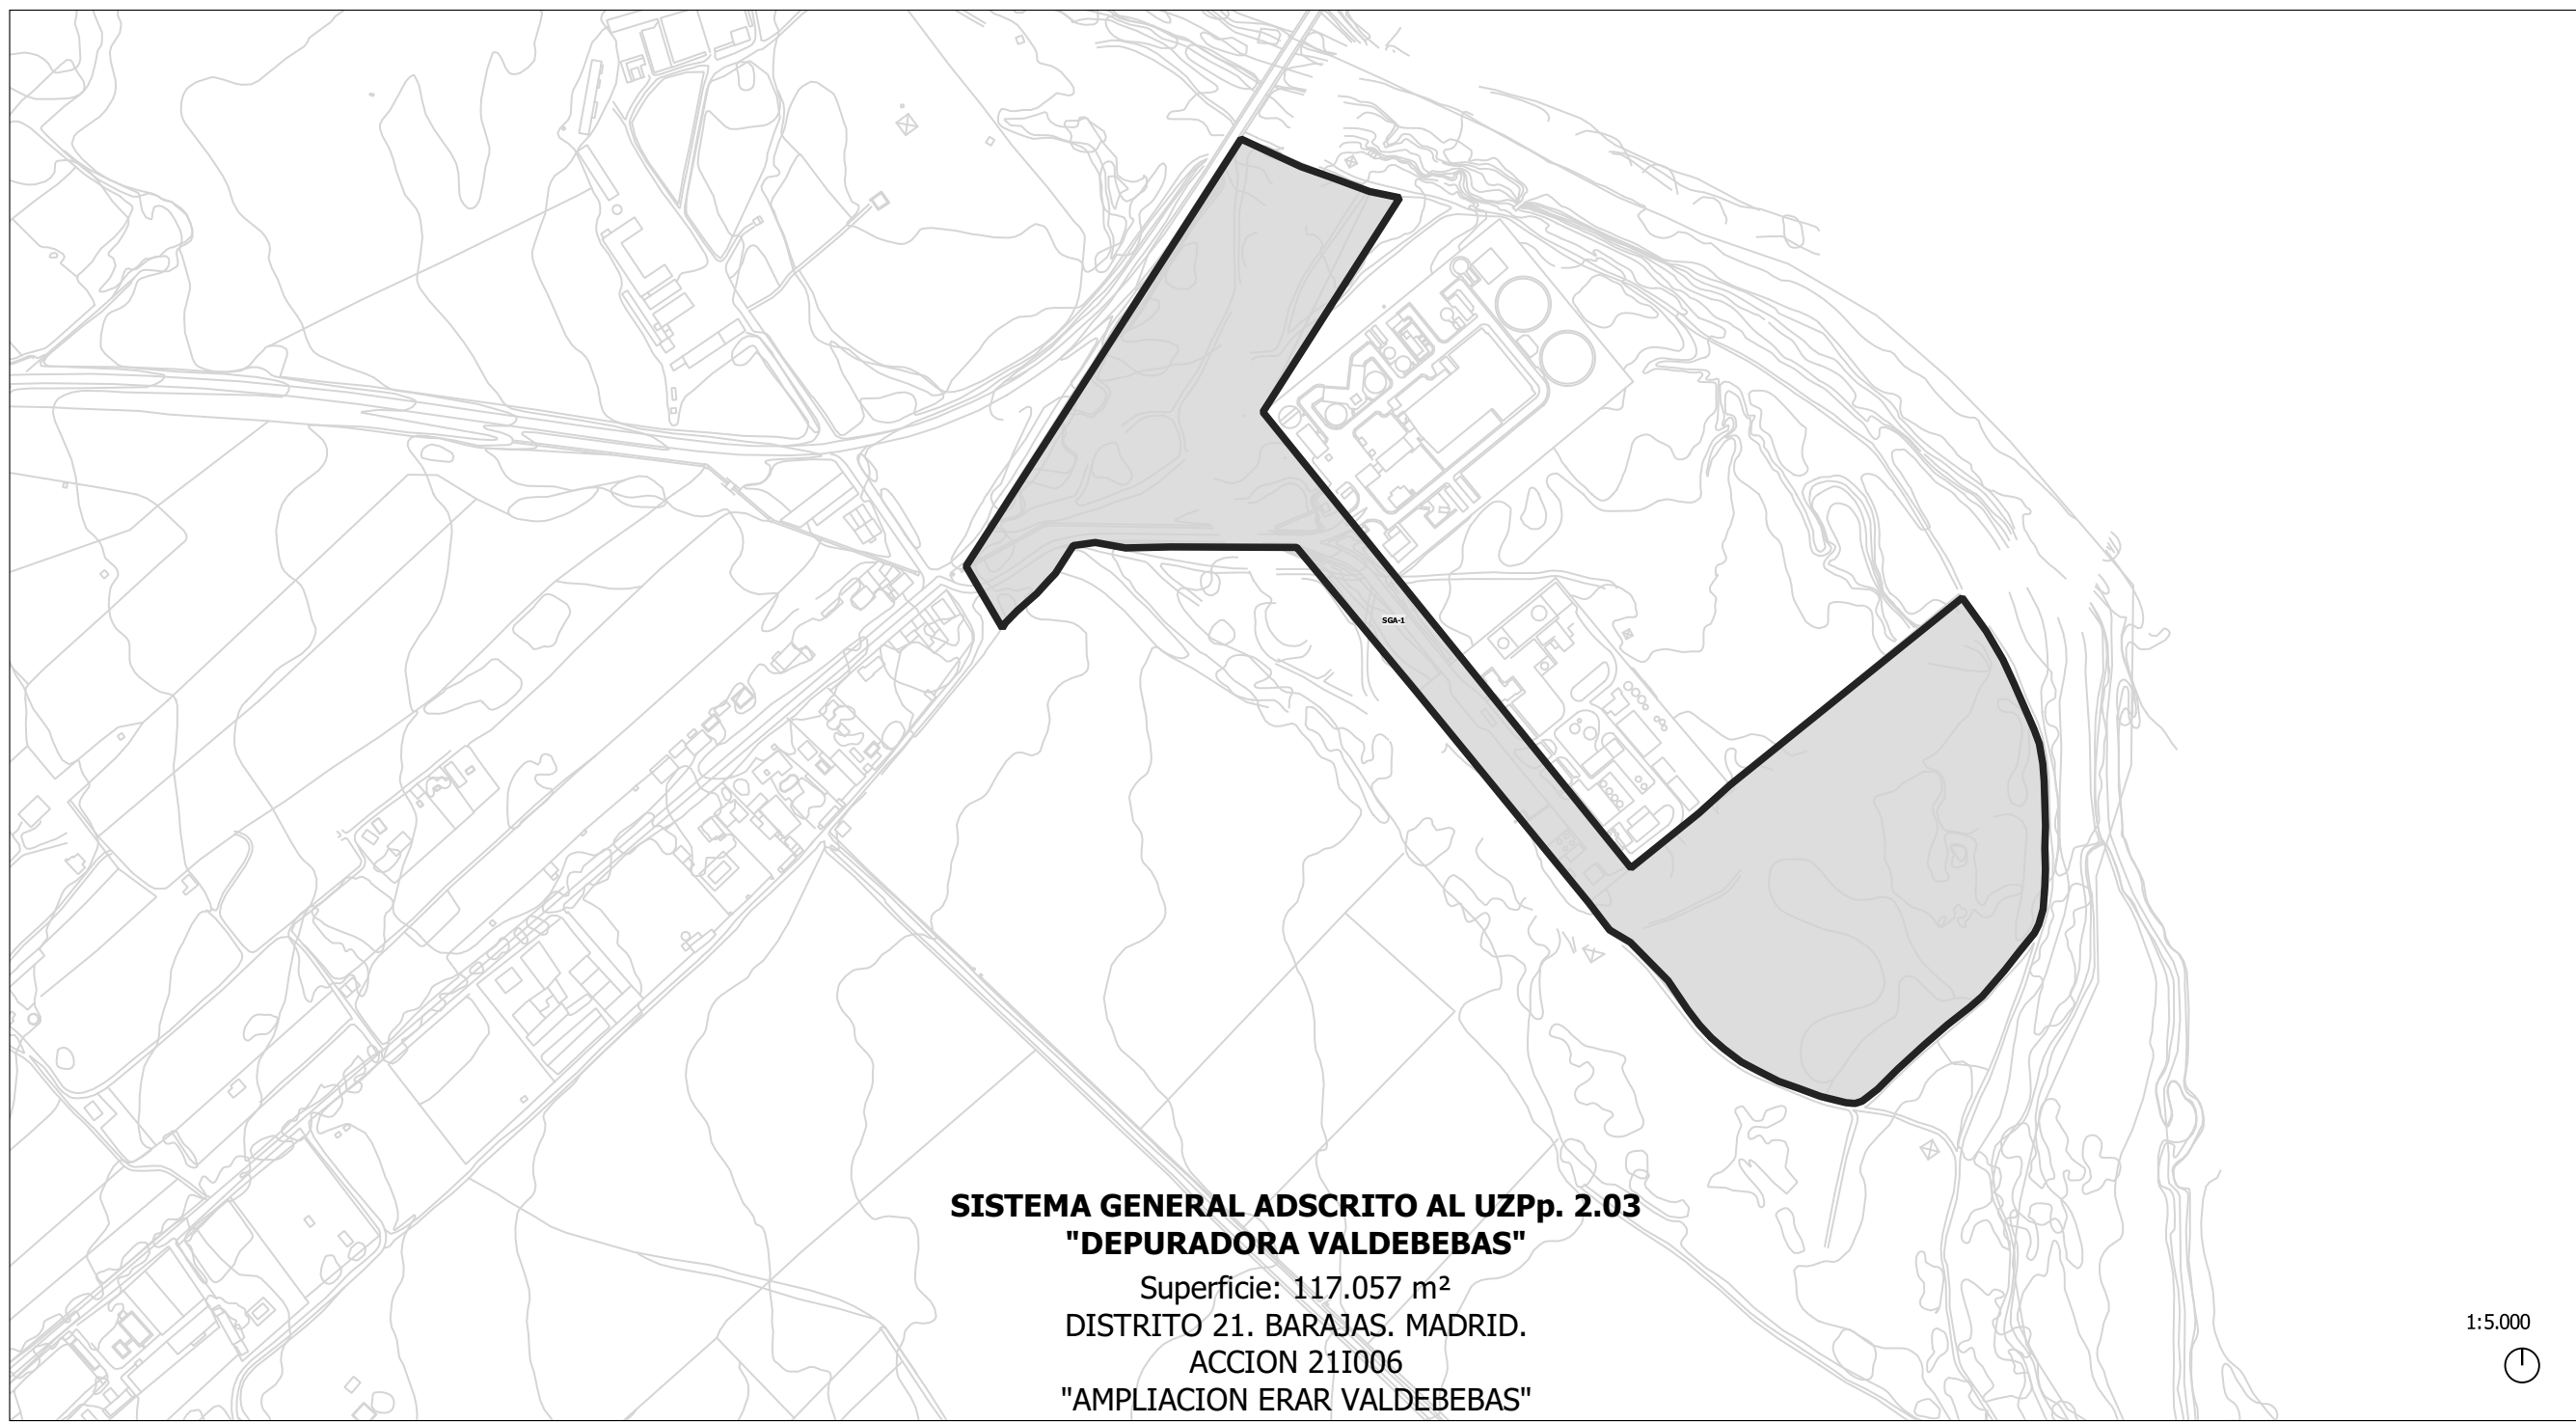 SGA-1
SISTEMA GENERAL ADSCRITO AL UZPp. 2.03
"DEPURADORA VALDEBEBAS"
Superficie: 117.057 m²
DISTRITO 21. BARAJAS. MADRID.
ACCION 21I006
"AMPLIACION ERAR VALDEBEBAS"
1:5.000